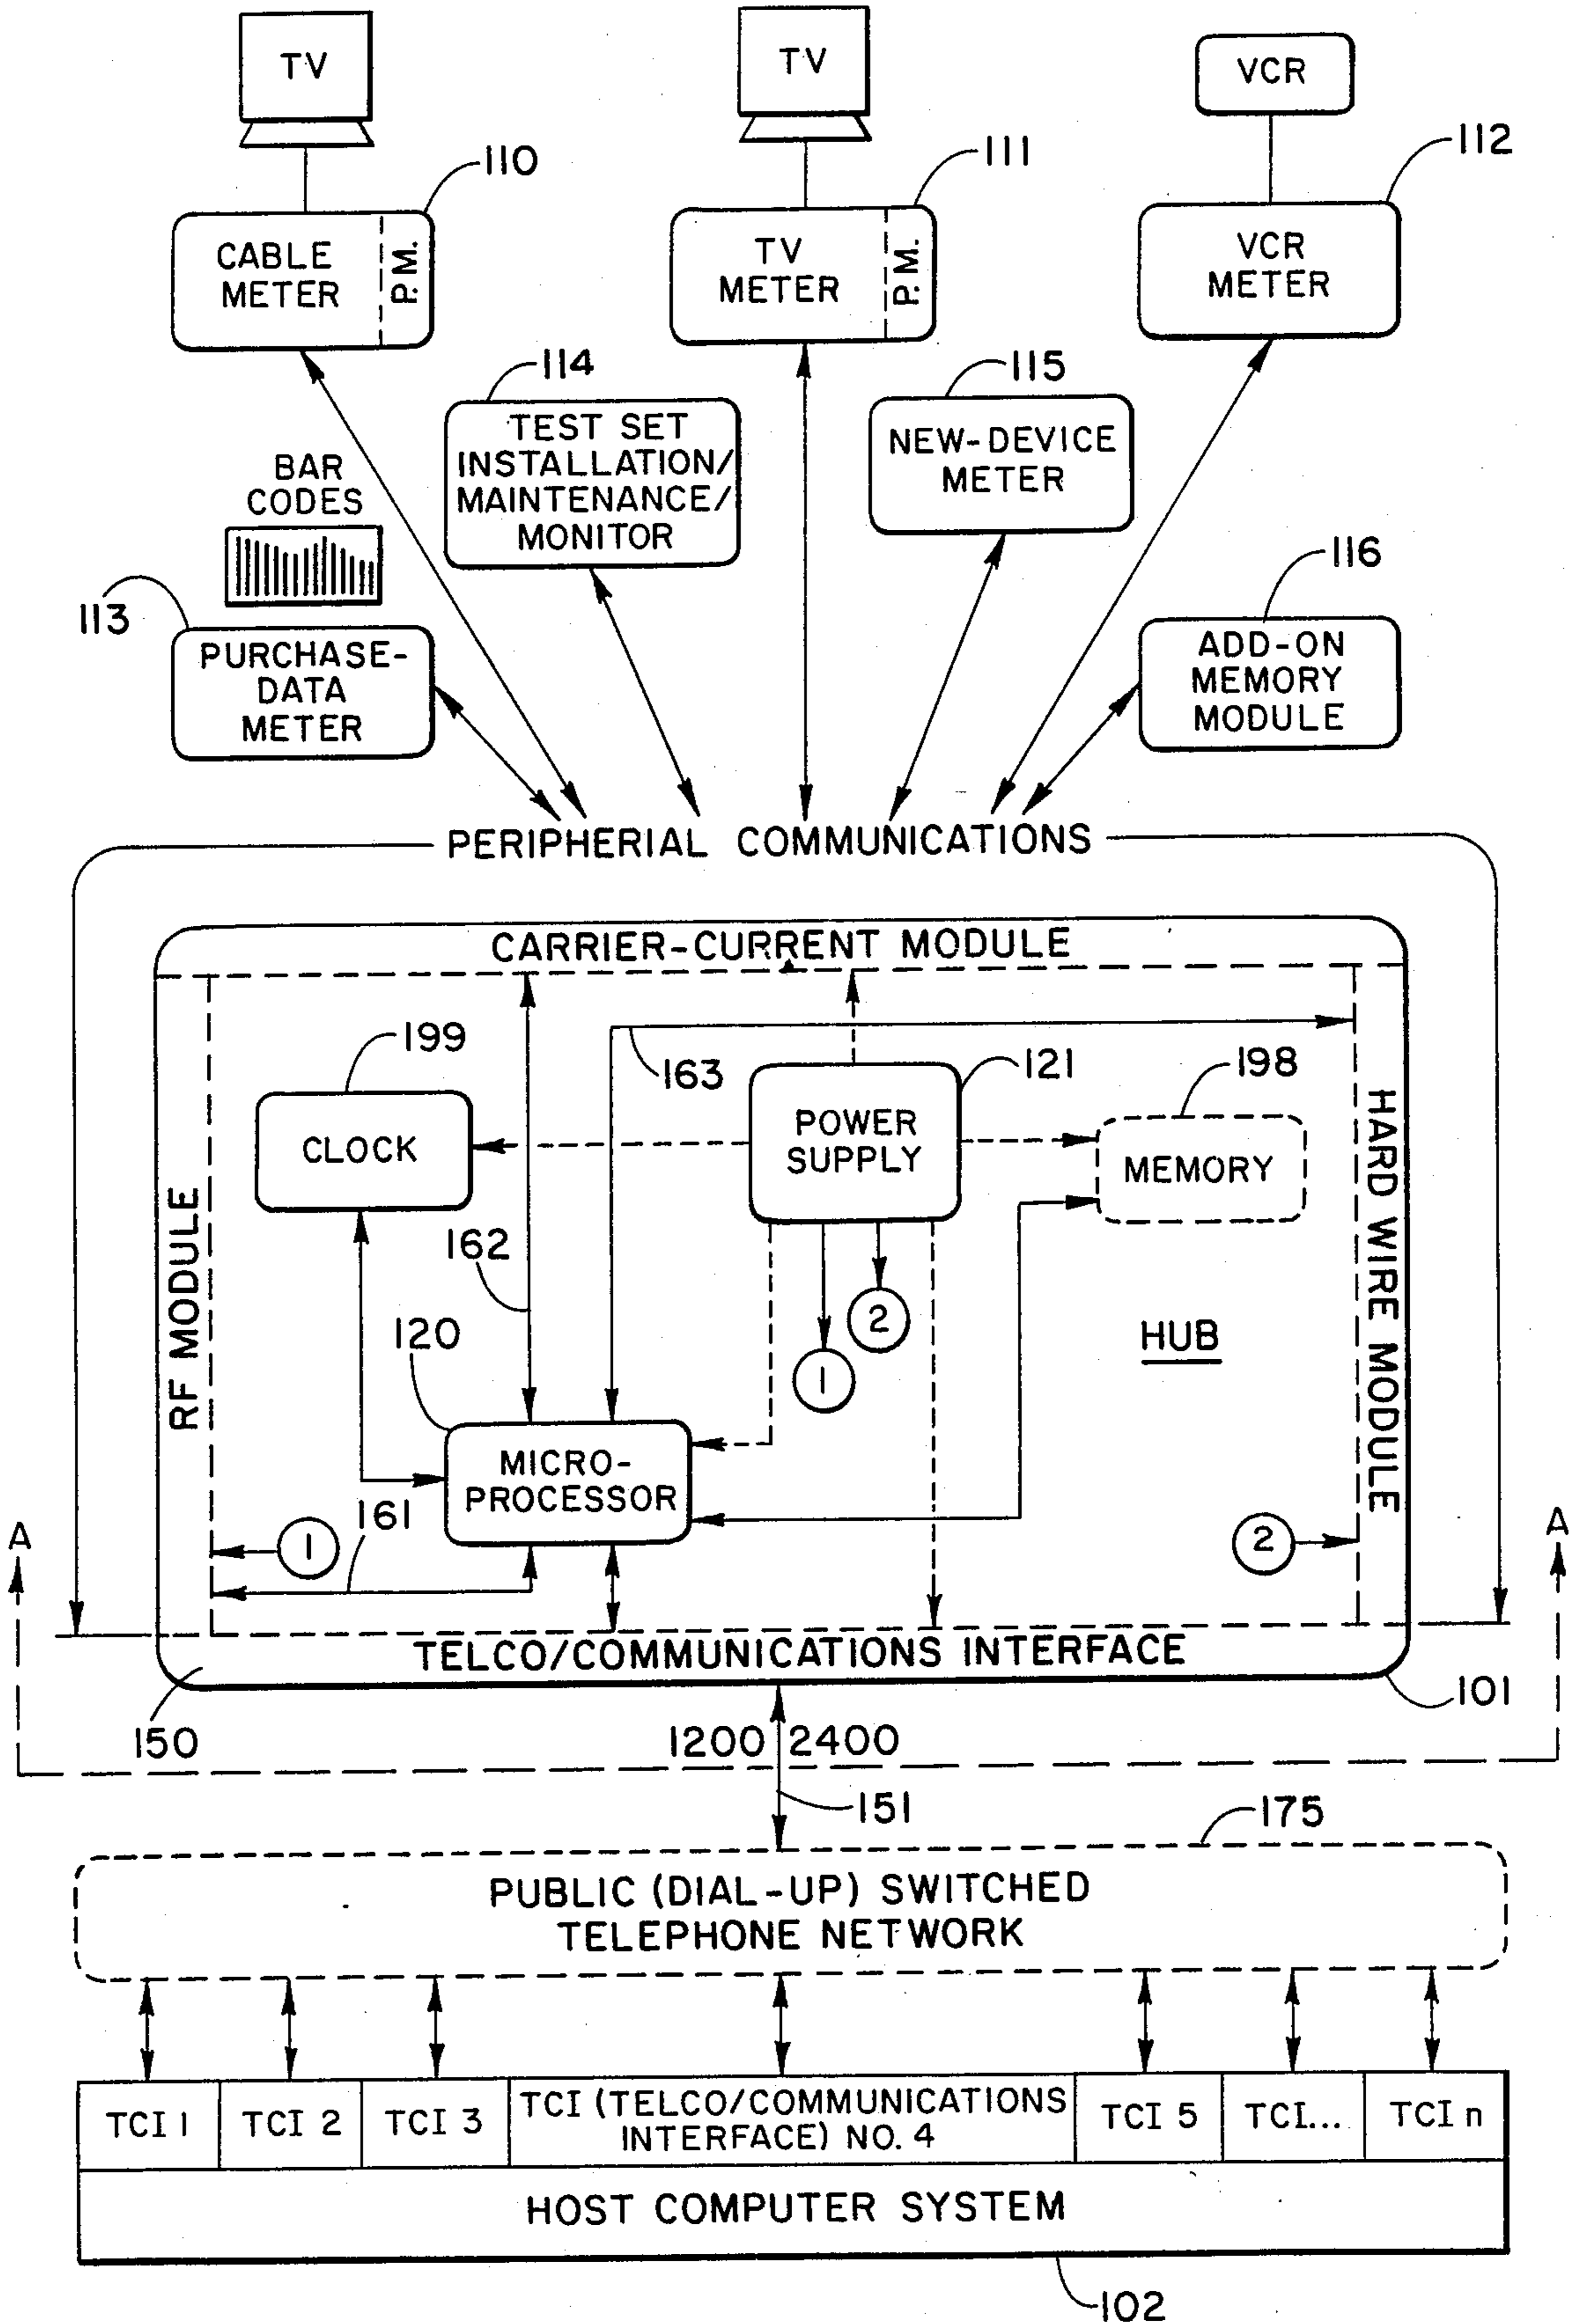 TV
TV
VCR
110
111
112
CABLE
METER
P.M.
TV
METER
P.M.
VCR
METER
114
115
TEST SET
INSTALLATION/
MAINTENANCE/
MONITOR
NEW-DEVICE
METER
BAR
CODES
116
113
PURCHASE-
DATA
METER
ADD-ON
MEMORY
MODULE
PERIPHERIAL COMMUNICATIONS
CARRIER-CURRENT MODULE
199
163
121
198
CLOCK
POWER
SUPPLY
MEMORY
RF MODULE
HARD WIRE MODULE
162
2
120
1
HUB
MICRO-
PROCESSOR
161
1
2
A
A
TELCO/COMMUNICATIONS INTERFACE
150
101
1200 2400
151
175
PUBLIC (DIAL-UP) SWITCHED
TELEPHONE NETWORK
TCI 1
TCI 2
TCI 3
TCI (TELCO/COMMUNICATIONS
INTERFACE) NO. 4
TCI 5
TCI...
TCI n
HOST COMPUTER SYSTEM
102